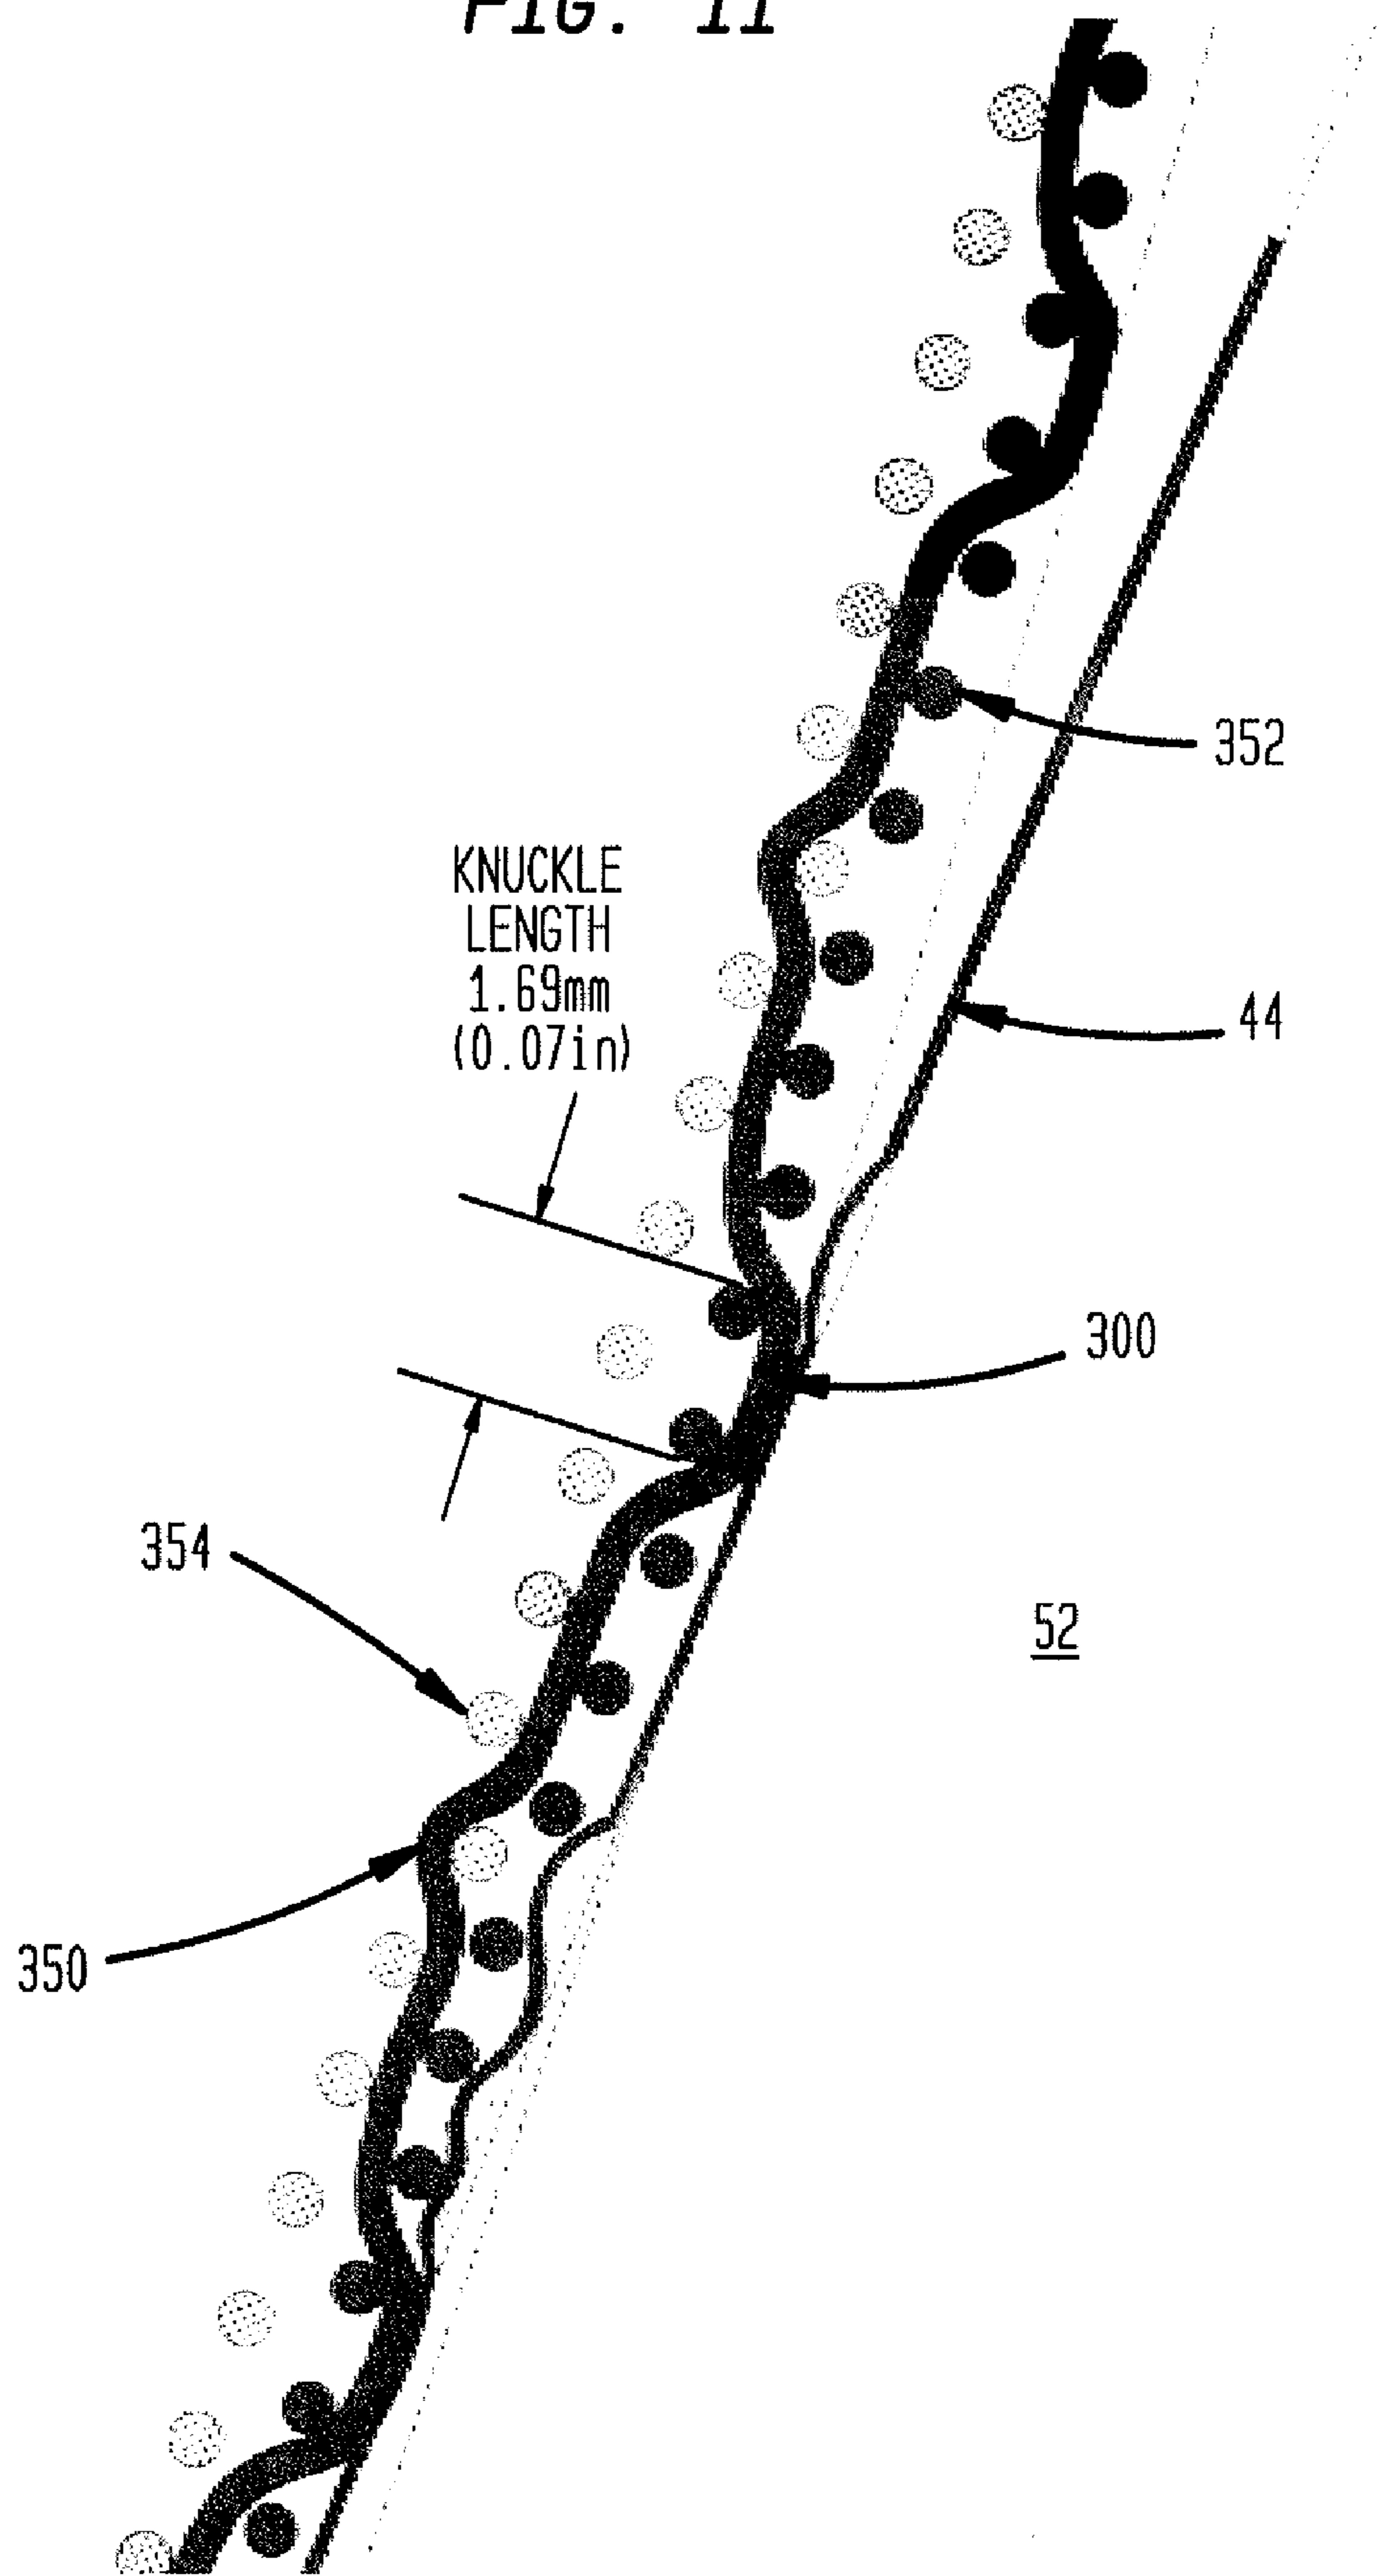 FIG. 11
352
KNUCKLE
LENGTH
1.69mm
(0.07in)
44
300
354
52
350